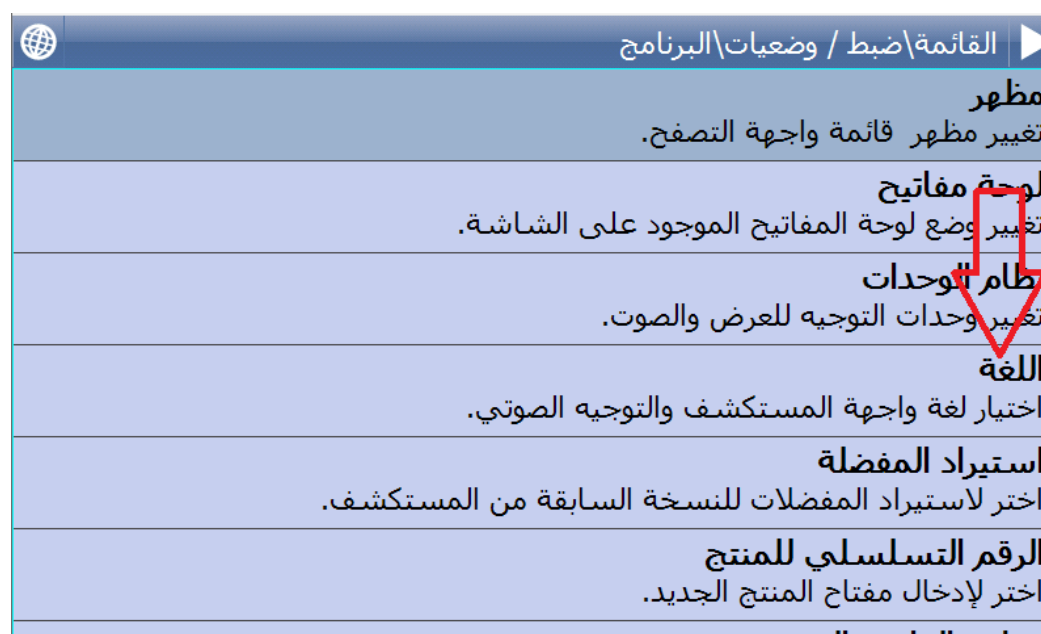 القائمة\ضبط / وضعيات\البرنامج
مظهر
تغيير مظهر قائمة واجهة التصفح.
لوحة مفاتيح
تغيير وضع لوحة المفاتيح الموجود على الشاشة.
نظام الوحدات
تغيير وحدات التوجيه للعرض والصوت.
اللغة
اختيار لغة واجهة المستكشف والتوجيه الصوتي.
استيراد المفضلة
اختر لاستيراد المفضلات للنسخة السابقة من المستكشف.
الرقم التسلسلي للمنتج
اختر لإدخال مفتاح المنتج الجديد.